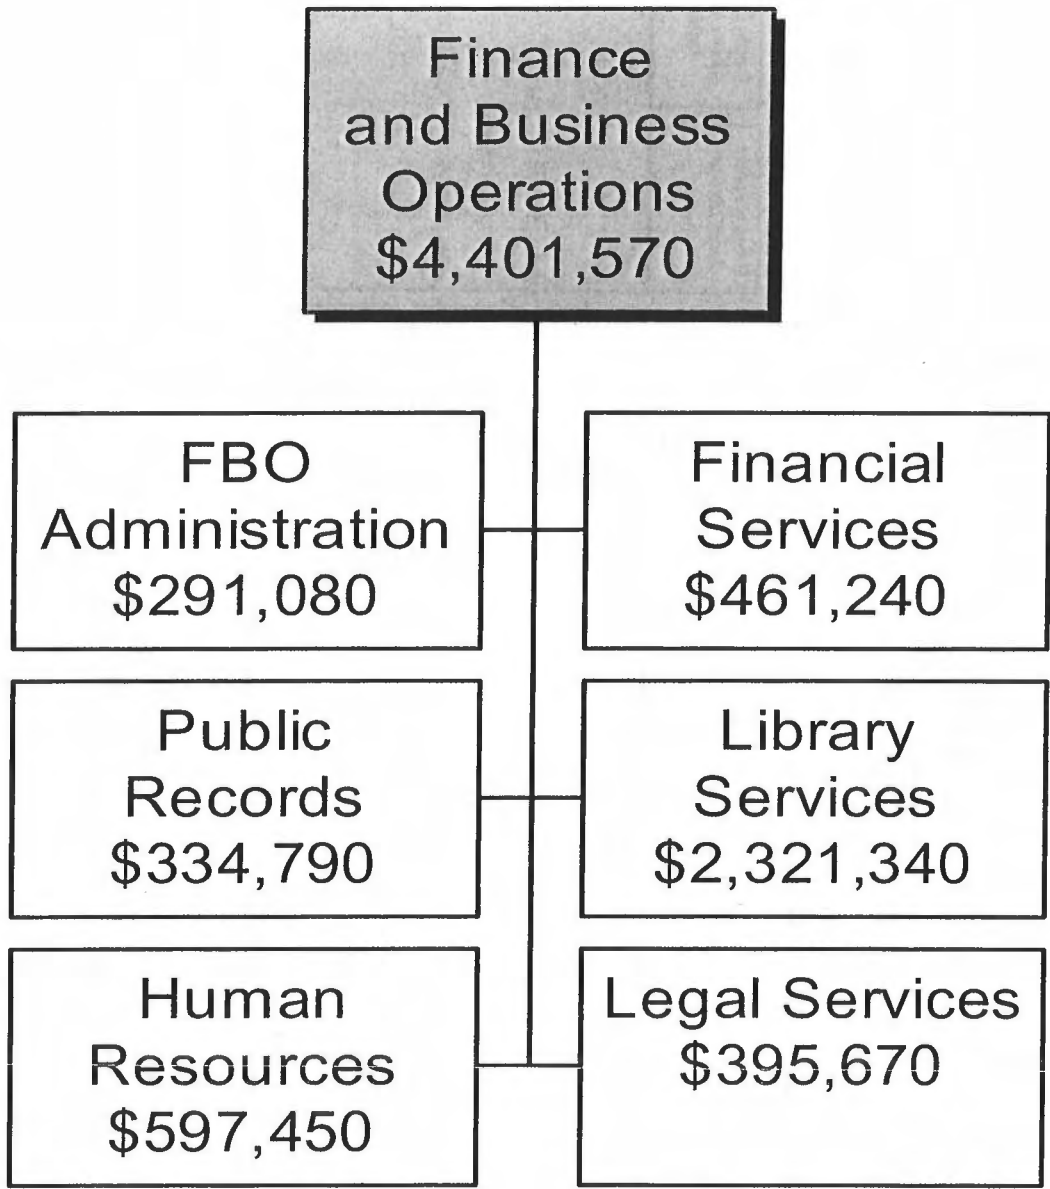 Finance
and Business
Operations
$4,401,570
FBO
Administration
$291,080
Financial
Services
$461,240
Public
Records
$334,790
Library
Services
$2,321,340
Human
Resources
$597,450
Legal Services
$395,670